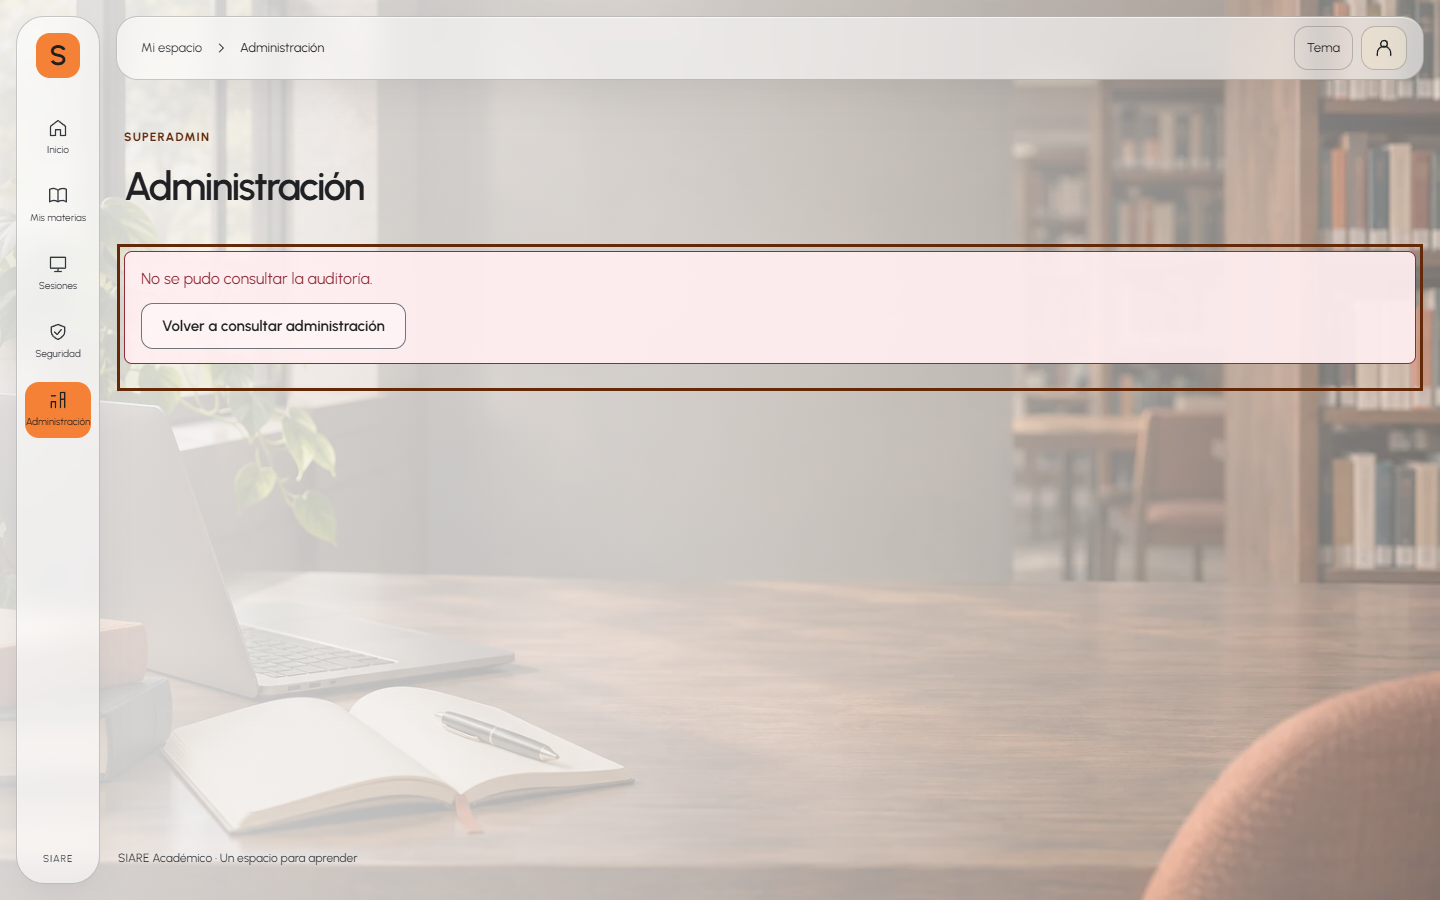 S
Mi espacio > Administración
Tema
Inicio
Mis materias
Sesiones
Seguridad
Administración
SUPERADMIN
Administración
No se pudo consultar la auditoría.
Volver a consultar administración
SIARE
SIARE Académico · Un espacio para aprender